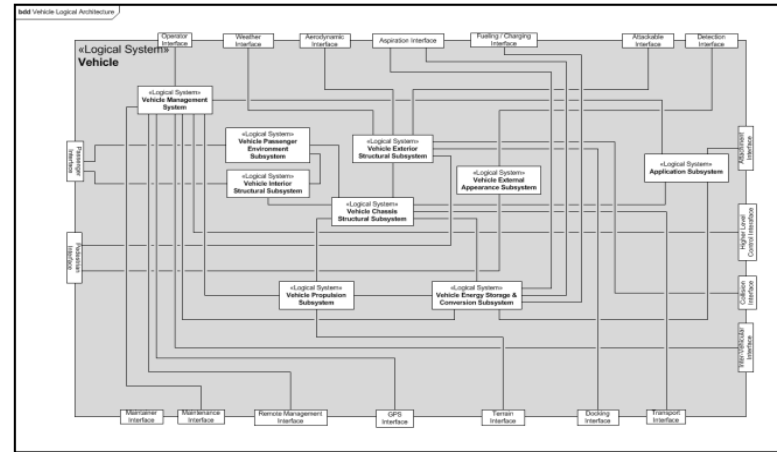 bdd Vehicle Logical Architecture
«Logical System»
Vehicle
Operator
Interface
Weather
Interface
Aerodynamic
Interface
Aspiration Interface
Fueling / Charging
Interface
Attackable
Interface
Detection
Interface
«Logical System»
Vehicle Management
System
«Logical System»
Vehicle Passenger
Environment
Subsystem
«Logical System»
Vehicle Exterior
Structural Subsystem
«Logical System»
Vehicle Interior
Structural Subsystem
«Logical System»
Vehicle External
Appearance Subsystem
«Logical System»
Application Subsystem
«Logical System»
Vehicle Chassis
Structural Subsystem
«Logical System»
Vehicle Propulsion
Subsystem
«Logical System»
Vehicle Energy Storage &
Conversion Subsystem
Passenger
Interface
Pedestrian
Interface
Attachment
Interface
Higher Level
Control Interafface
Collision
Interface
Inter-Vehicular
Interface
Maintainer
Interface
Maintenance
Interface
Remote Management
Interface
GPS
Interface
Terrain
Interface
Docking
Interface
Transport
Interface